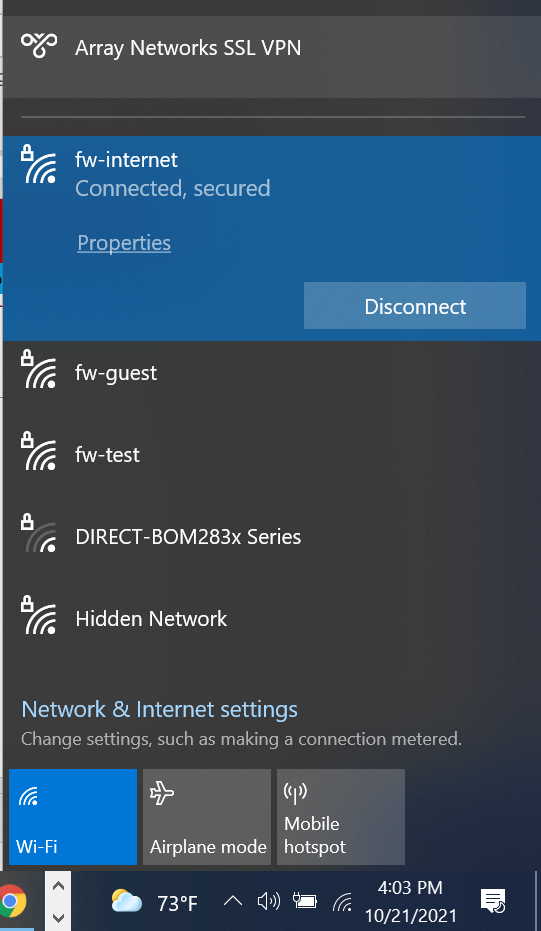 Array Networks SSL VPN
fw-internet
Connected, secured
Properties
Disconnect
fw-guest
fw-test
DIRECT-BOM283x Series
Hidden Network
Network & Internet settings
Change settings, such as making a connection metered.
Wi-Fi
Airplane mode
Mobile
hotspot
73°F
4:03 PM
10/21/2021